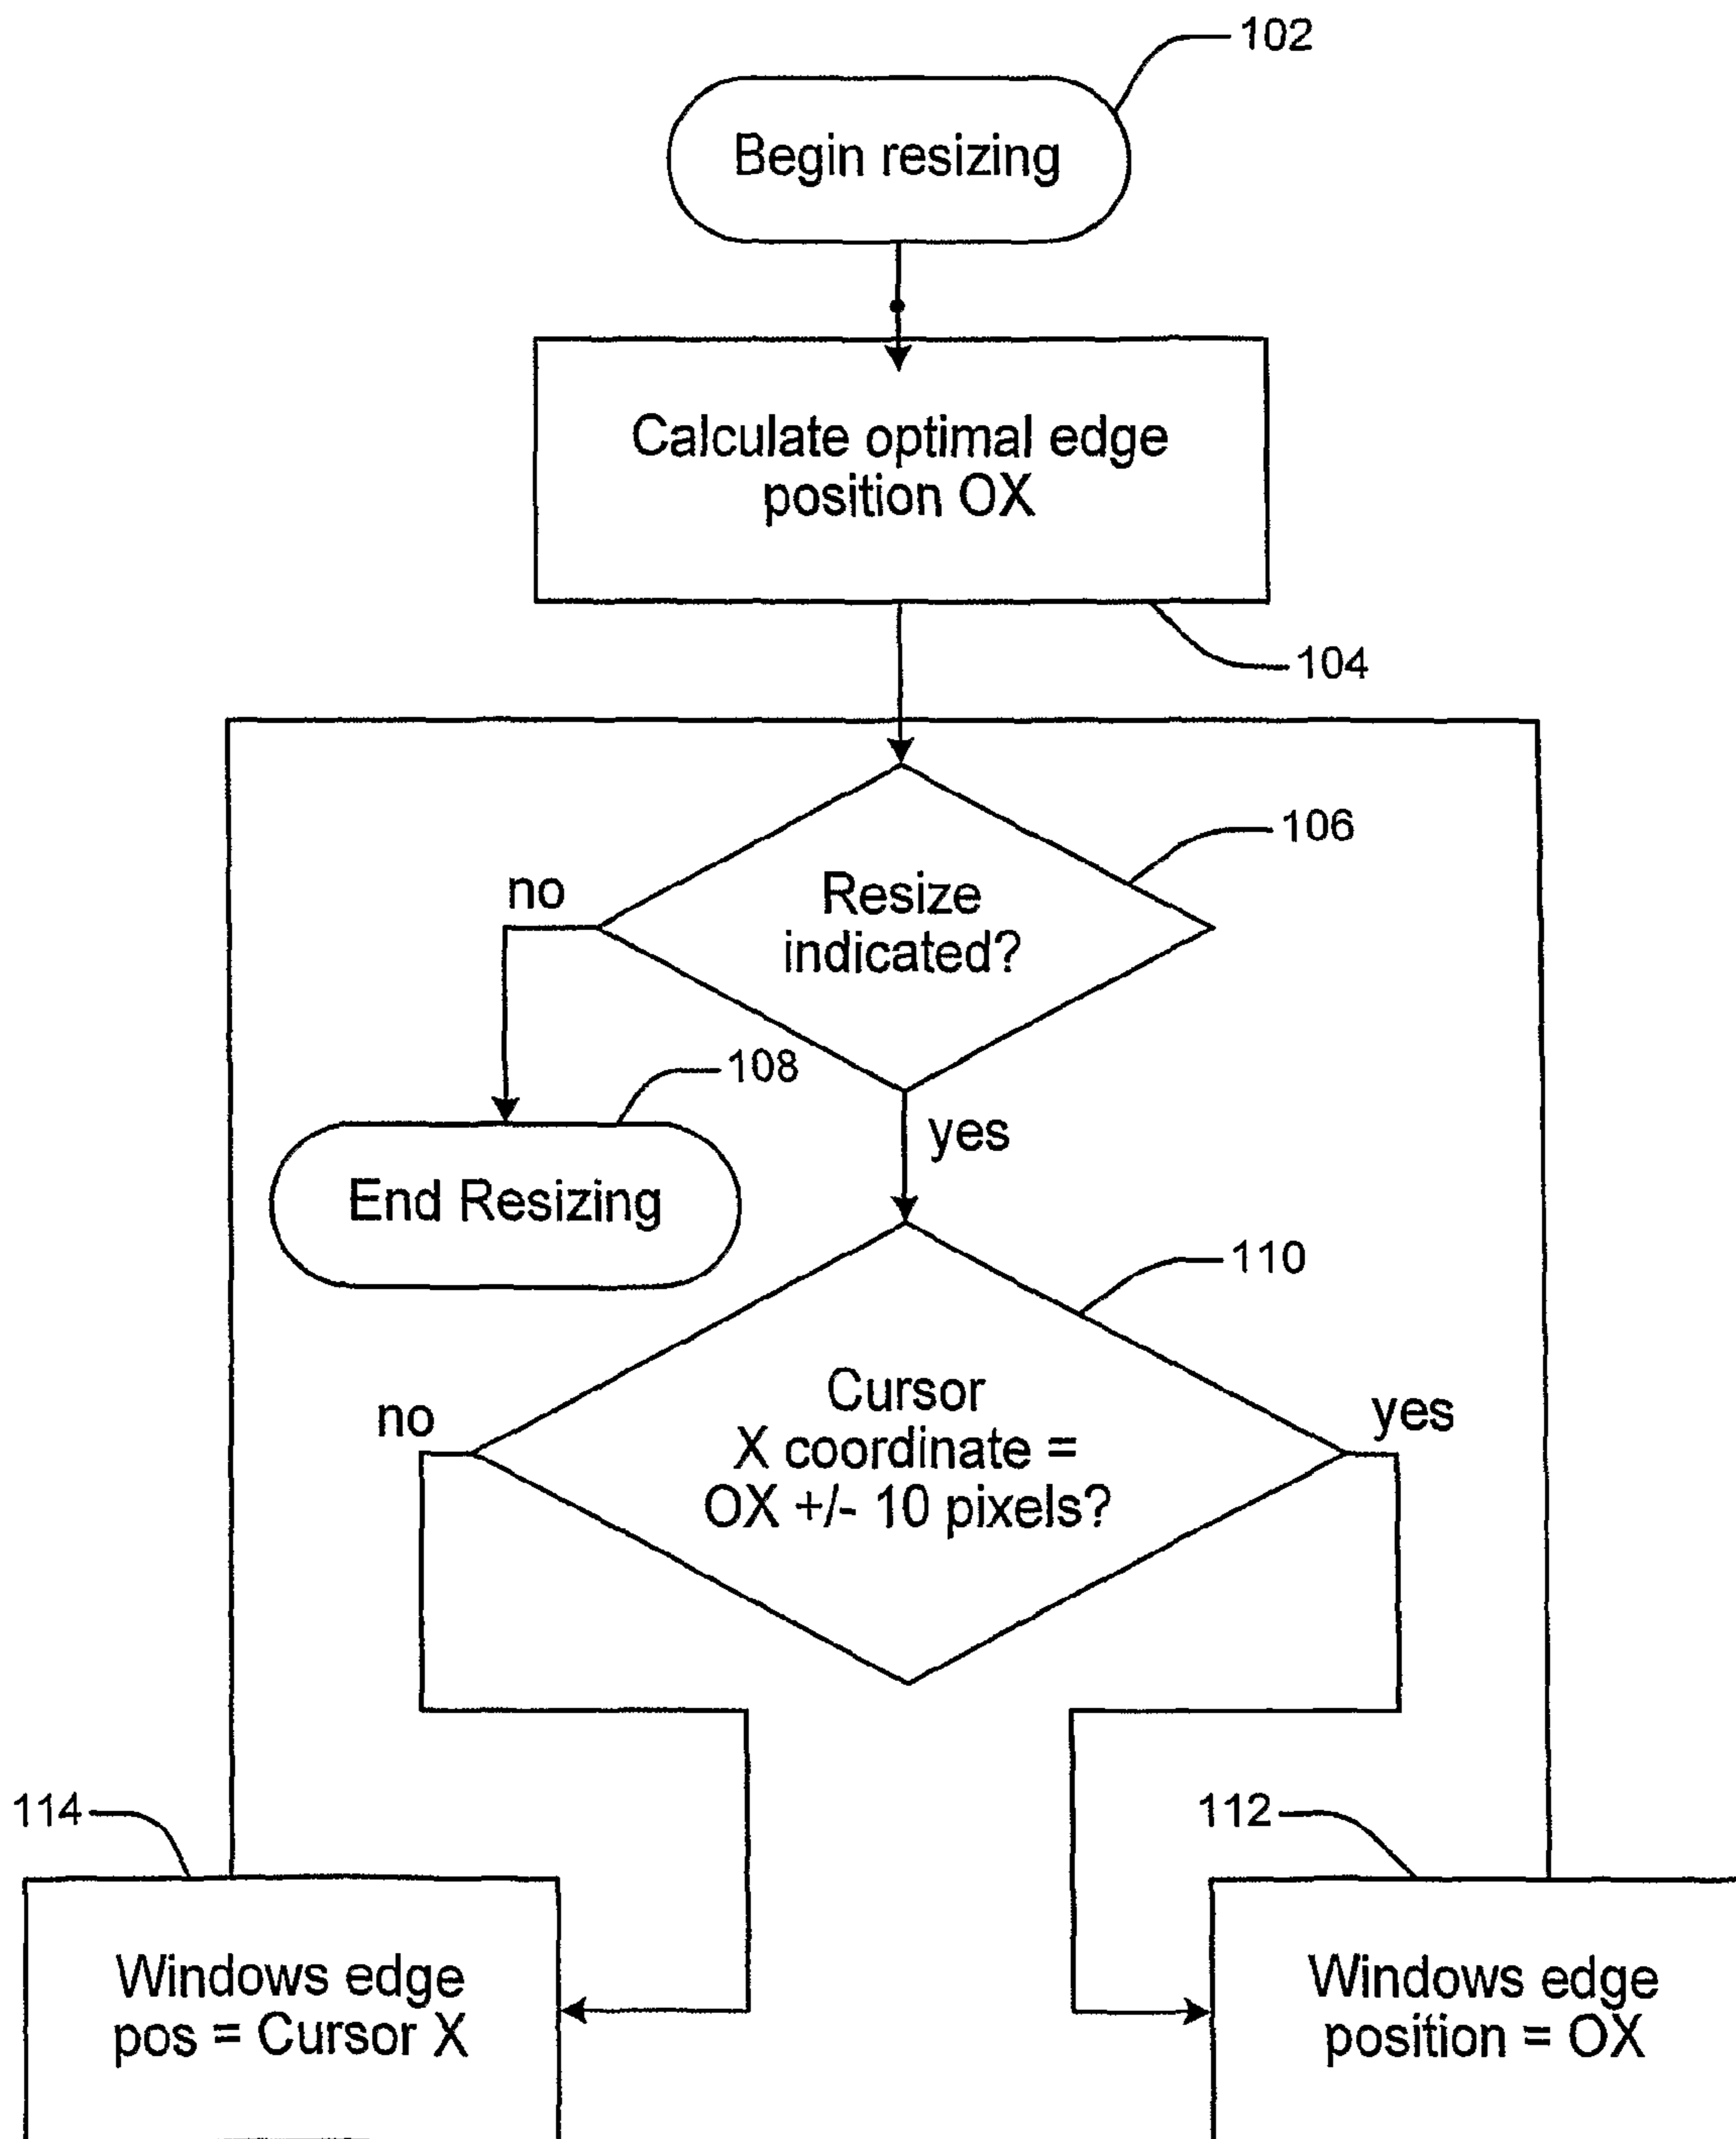 102
Begin resizing
Calculate optimal edge
position OX
104
106
no
Resize
indicated?
108
yes
End Resizing
110
Cursor
X coordinate =
OX +/- 10 pixels?
no
yes
114
112
Windows edge
pos = Cursor X
Windows edge
position = OX